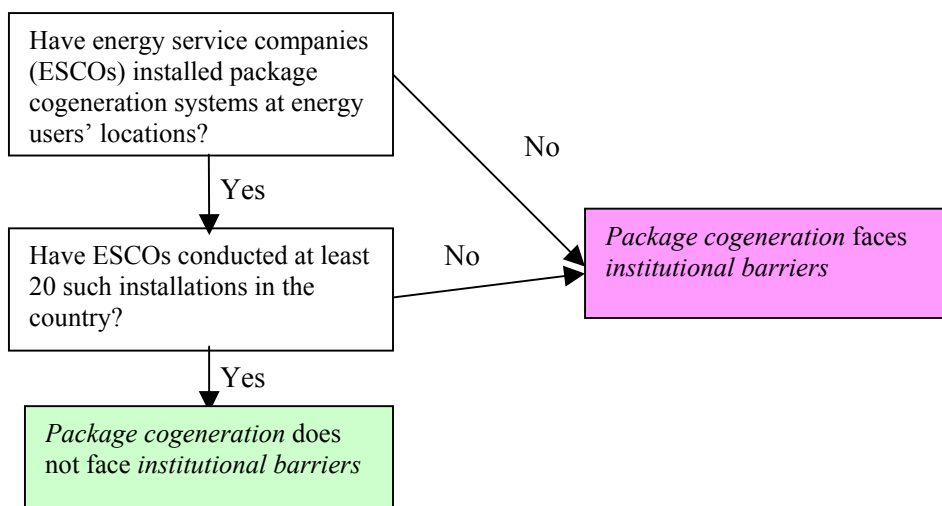 Have energy service companies
(ESCOs) installed package
cogeneration systems at energy
users’ locations?
No
Yes
Package cogeneration faces
institutional barriers
Have ESCOs conducted at least
20 such installations in the
country?
No
Yes
Package cogeneration does
not face institutional barriers